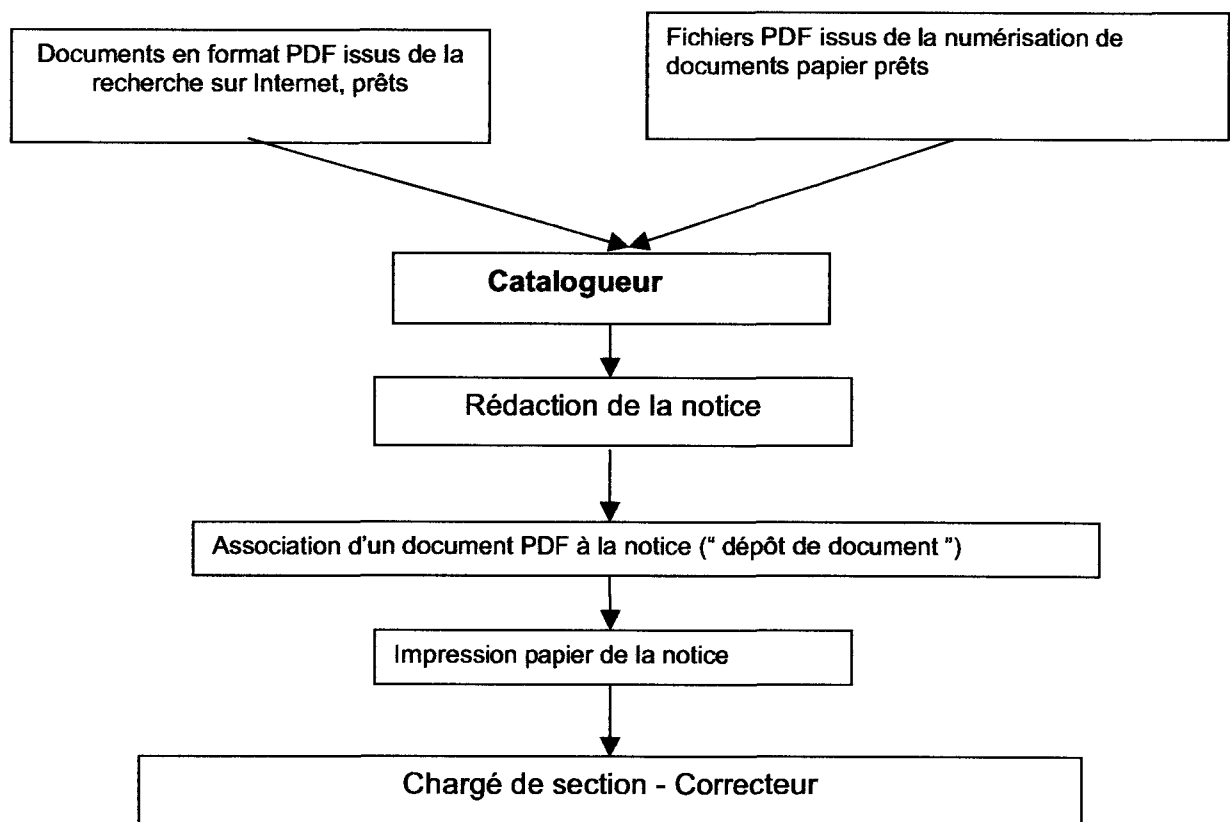 Documents en format PDF issus de la
recherche sur Internet, prêts
Fichiers PDF issus de la numérisation de
documents papier prêts
Catalogueur
Rédaction de la notice
Association d'un document PDF à la notice (“ dépôt de document ”)
Impression papier de la notice
Chargé de section - Correcteur